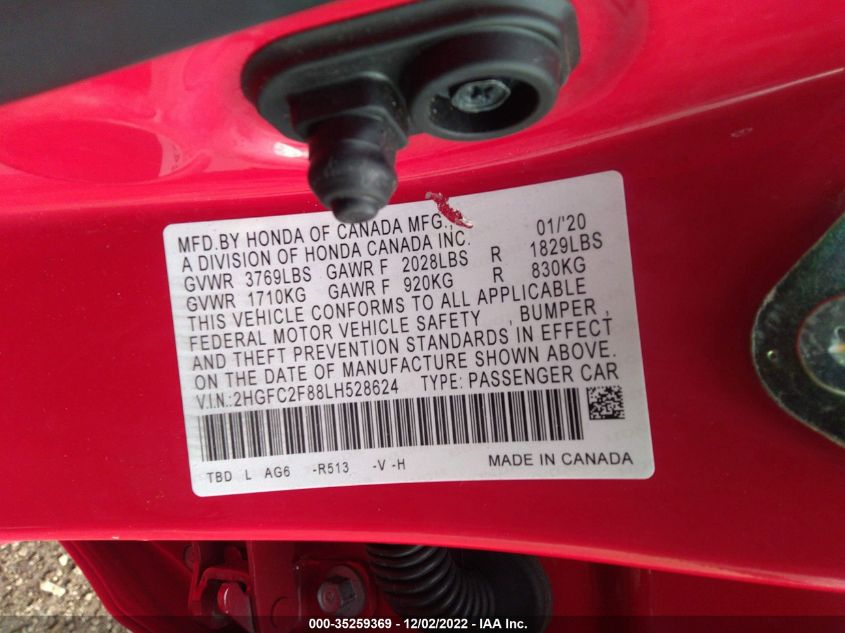 MFD.BY HONDA OF CANADA MFG., 01/'20
A DIVISION OF HONDA CANADA INC.
GVWR 3769LBS GAWR F 2028LBS R 1829LBS
GVWR 1710KG GAWR F 920KG R 830KG
THIS VEHICLE CONFORMS TO ALL APPLICABLE
FEDERAL MOTOR VEHICLE SAFETY , BUMPER ,
AND THEFT PREVENTION STANDARDS IN EFFECT
ON THE DATE OF MANUFACTURE SHOWN ABOVE.
V.I.N.:2HGFC2F88LH528624 TYPE: PASSENGER CAR
TBD L AG6 -R513 -V -H MADE IN CANADA
000-35259369 - 12/02/2022 - IAA Inc.